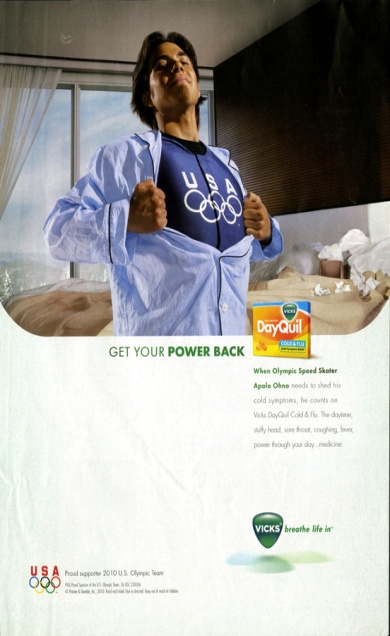 USA
GET YOUR POWER BACK
VICKS
DayQuil
COLD & FLU
When Olympic Speed Skater
Apolo Ohno needs to shed his
cold symptoms, he counts on
Vicks DayQuil Cold & Flu. The daytime,
stuffy head, sore throat, coughing, fever,
power through your day...medicine.
VICKS breathe life in
USA
Proud supporter 2010 U.S. Olympic Team